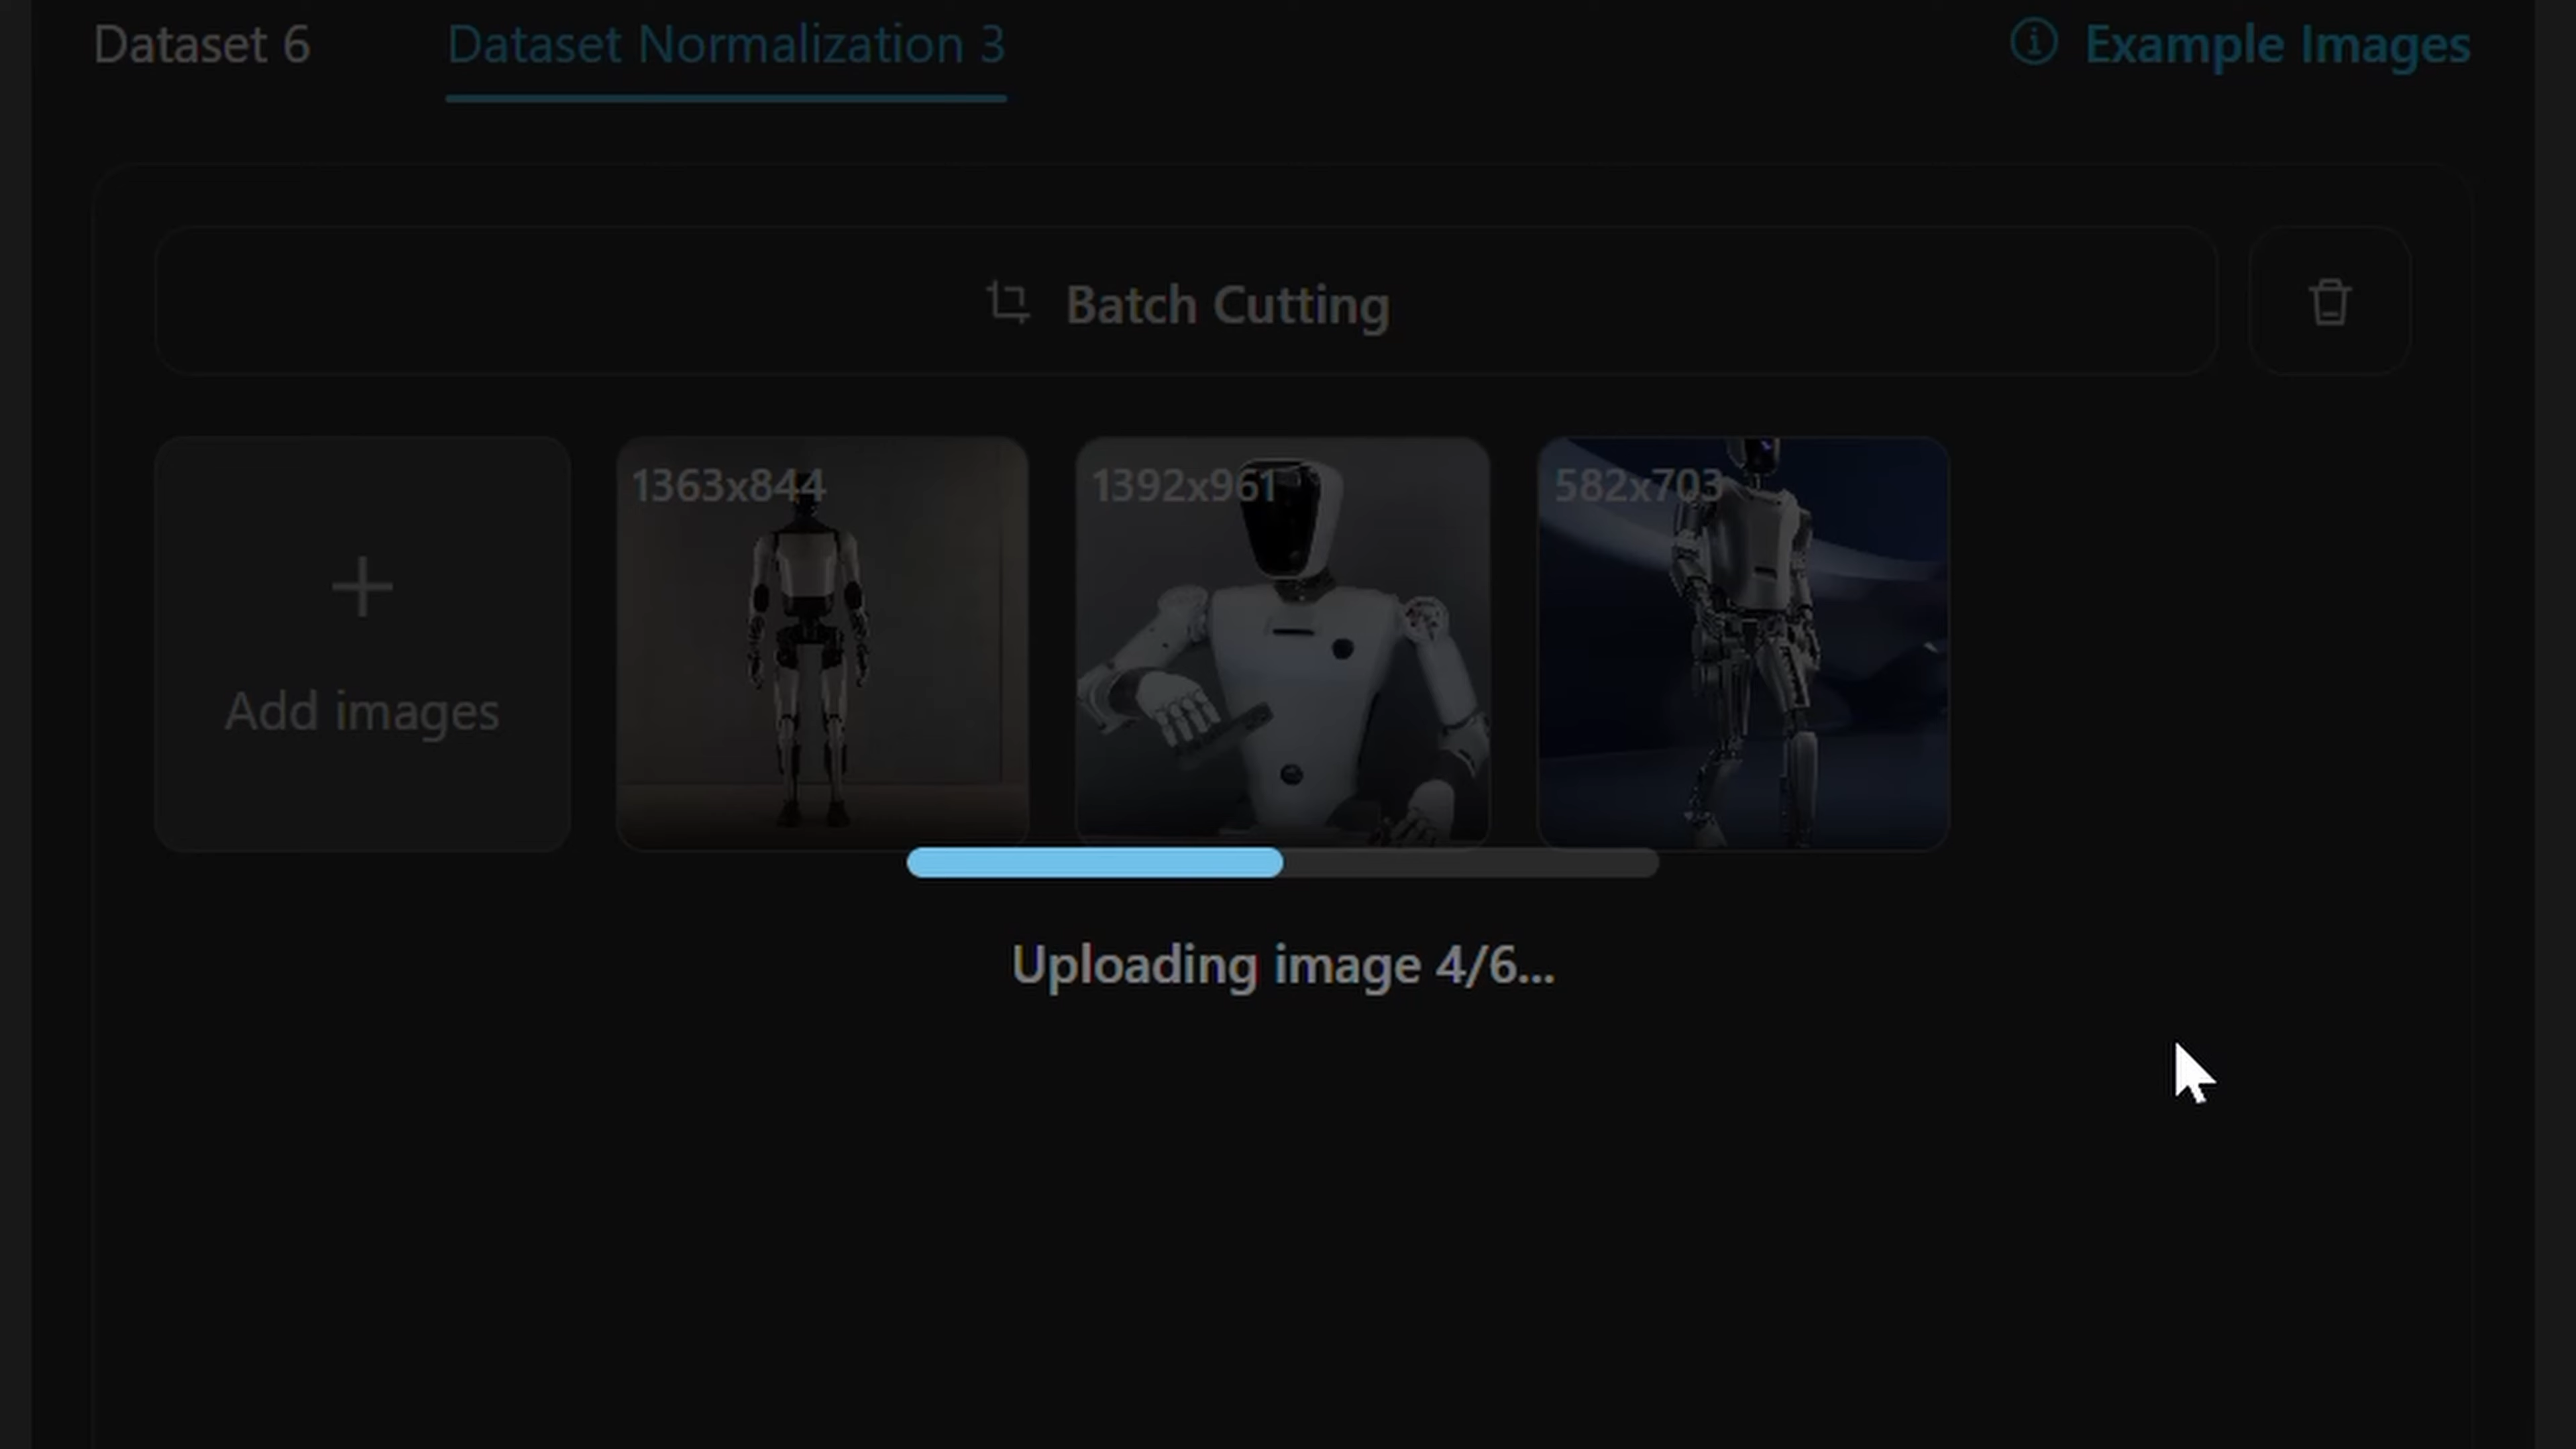 Dataset 6
Dataset Normalization 3
Example Images
Batch Cutting
1363x844
1392x961
582x703
Add images
Uploading image 4/6...